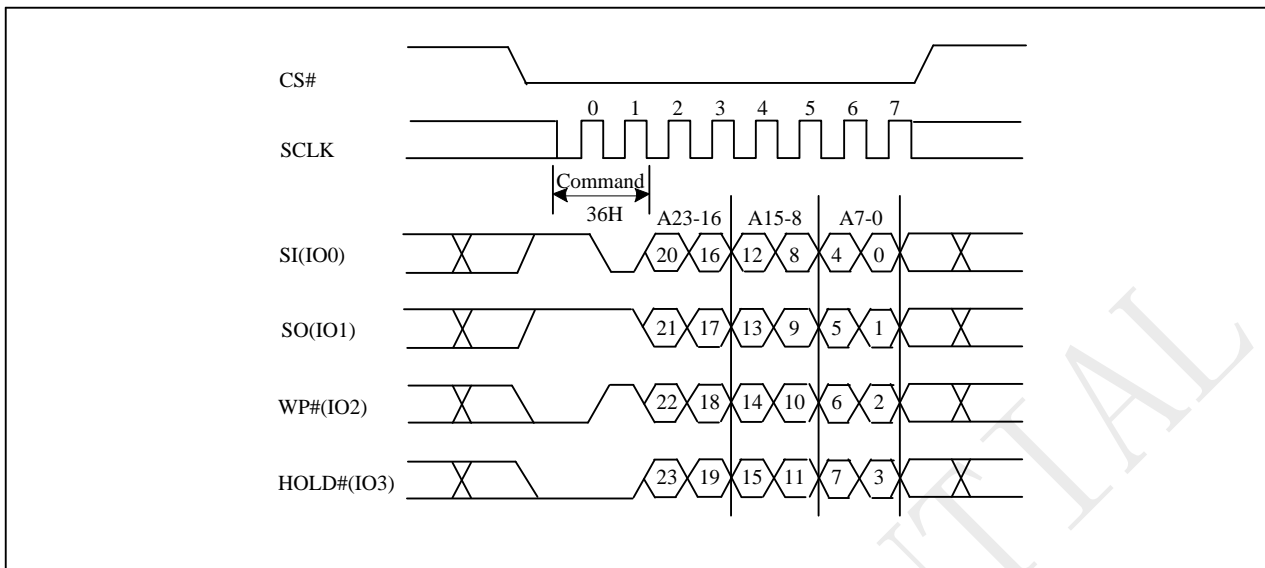 CS#
0 1 2 3 4 5 6 7
SCLK
Command
36H
A23-16 A15-8 A7-0
SI(IO0) 20 16 12 8 4 0
SO(IO1) 21 17 13 9 5 1
WP#(IO2) 22 18 14 10 6 2
HOLD#(IO3) 23 19 15 11 7 3
NTIAL